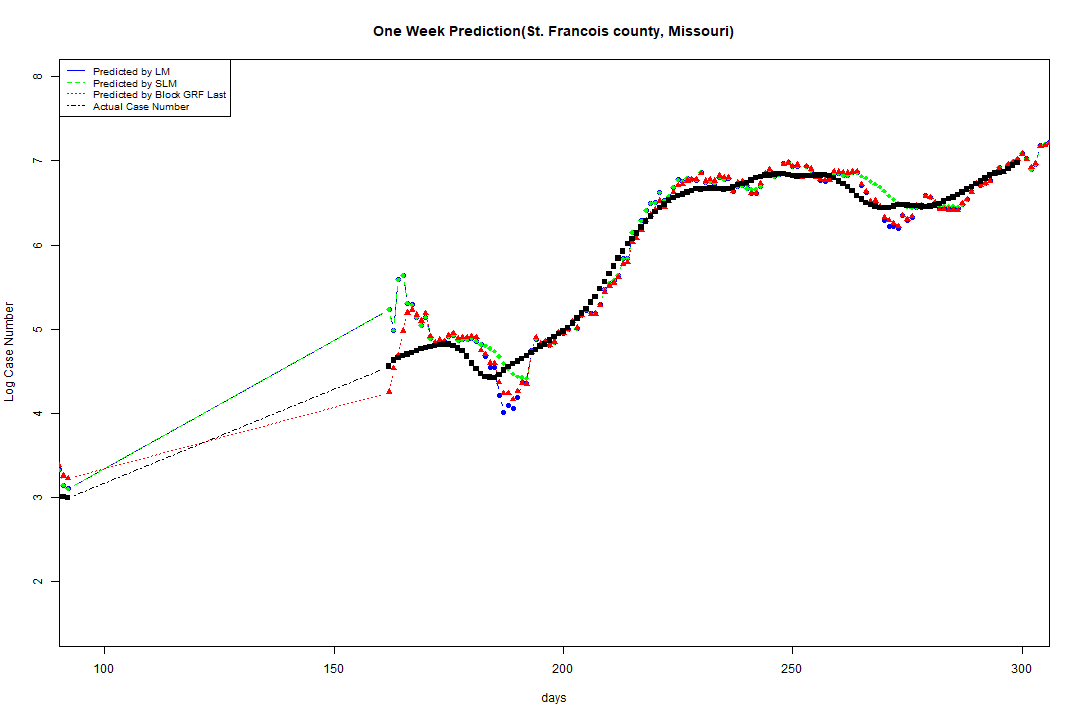 One Week Prediction(St. Francois county, Missouri)
Predicted by LM
Predicted by SLM
Predicted by Block GRF Last
Actual Case Number
8
7
6
5
4
3
2
Log Case Number
100 150 200 250 300
days